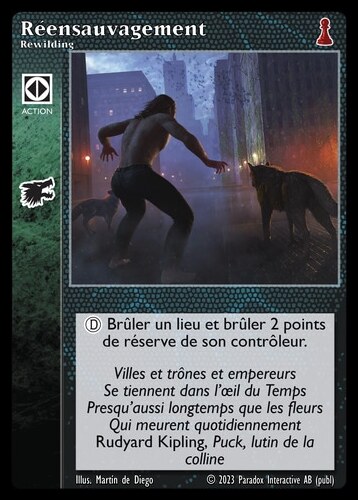 Réensauvagement
Rewilding
ACTION
D Brûler un lieu et brûler 2 points
de réserve de son contrôleur.
Villes et trônes et empereurs
Se tiennent dans l'œil du Temps
Presqu'aussi longtemps que les fleurs
Qui meurent quotidiennement
Rudyard Kipling, Puck, lutin de la
colline
Illus. Martin de Diego
© 2023 Paradox Interactive AB (publ)